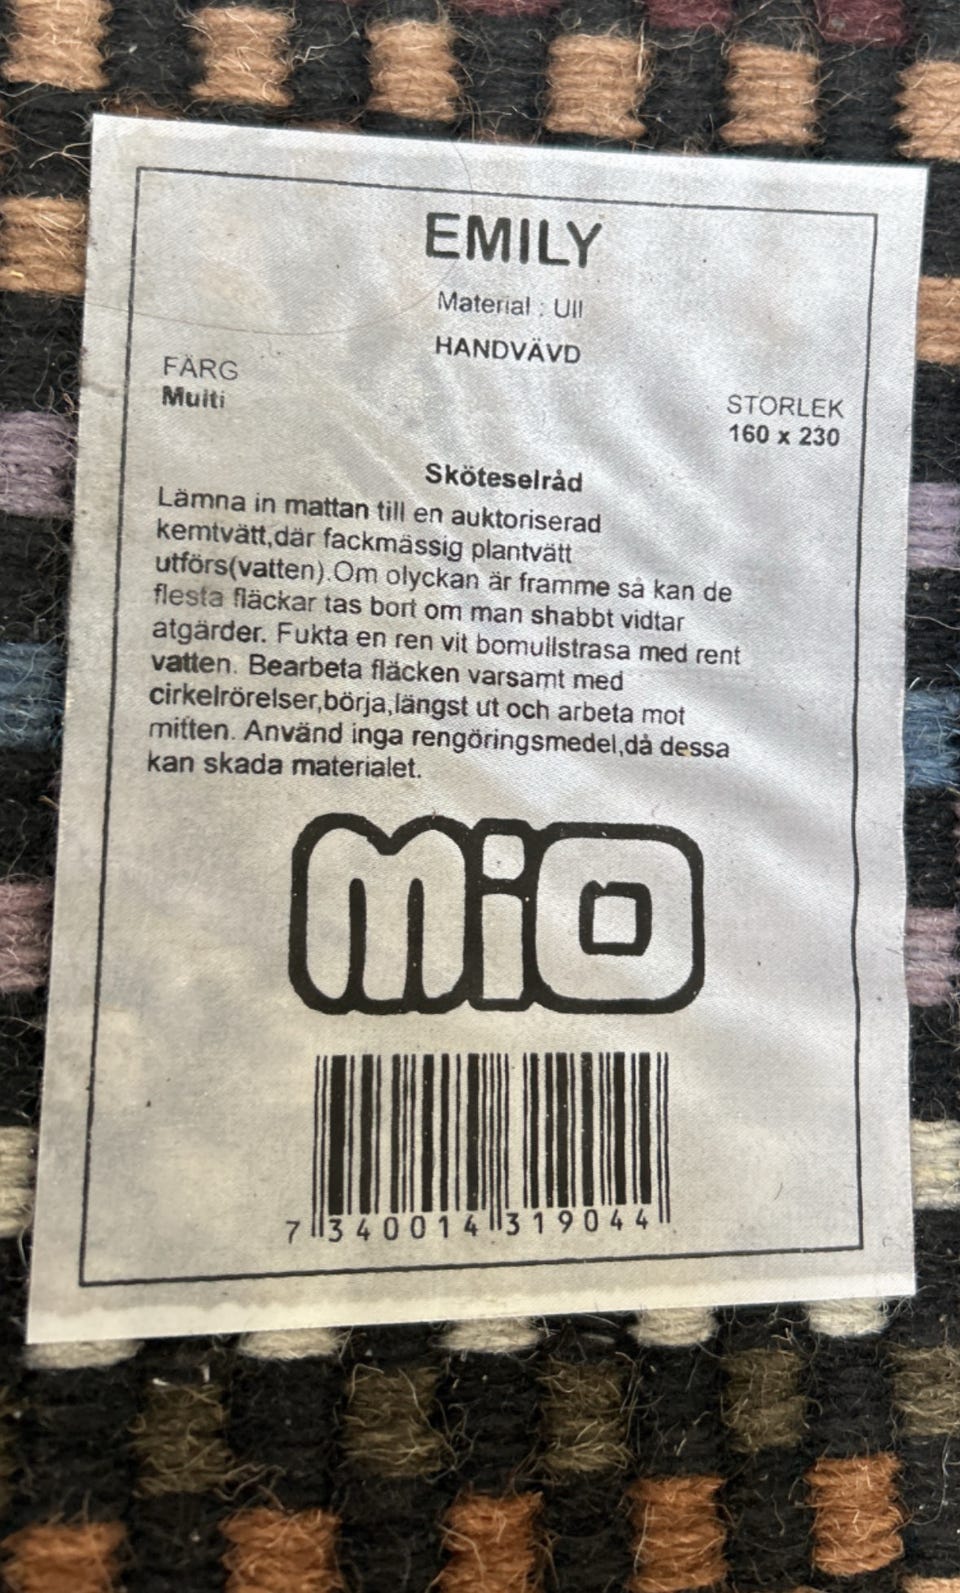 EMILY
Material : Ull
HANDVÄVD
FÄRG
Multi
STORLEK
160 x 230
Sköteselråd
Lämna in mattan till en auktoriserad
kemtvätt,där fackmässig plantvätt
utförs(vatten).Om olyckan är framme så kan de
flesta fläckar tas bort om man shabbt vidtar
atgärder. Fukta en ren vit bomullstrasa med rent
vatten. Bearbeta fläcken varsamt med
cirkelrörelser,börja,längst ut och arbeta mot
mitten. Använd inga rengöringsmedel,då dessa
kan skada materialet.
mio
7 340014 319044